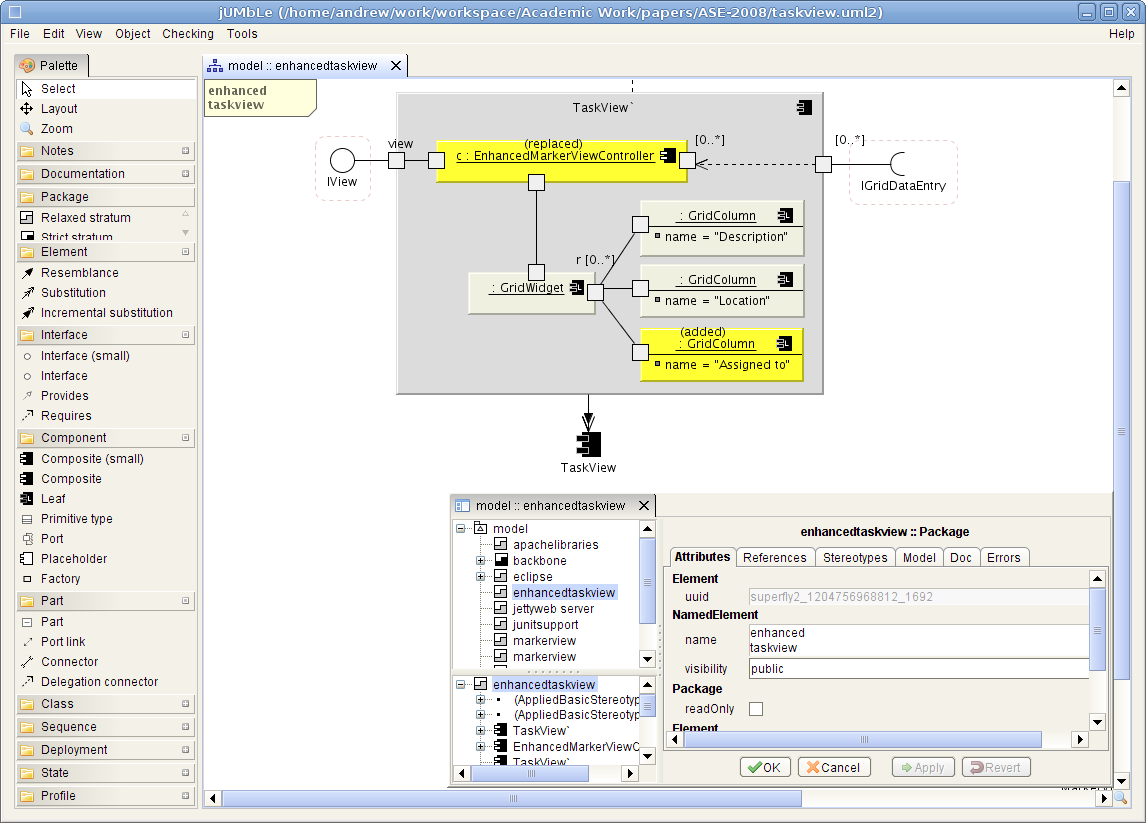 jUMbLe (/home/andrew/work/workspace/Academic Work/papers/ASE-2008/taskview.uml2)
File Edit View Object Checking Tools Help
Palette
Select
Layout
Zoom
Notes
Documentation
Package
Relaxed stratum
Strict stratum
Element
Resemblance
Substitution
Incremental substitution
Interface
Interface (small)
Interface
Provides
Requires
Component
Composite (small)
Composite
Leaf
Primitive type
Port
Placeholder
Factory
Part
Part
Port link
Connector
Delegation connector
Class
Sequence
Deployment
State
Profile
model :: enhancedtaskview
enhanced
taskview
TaskView`
view
(replaced)
c : EnhancedMarkerViewController
[0..*]
[0..*]
IView
IGridDataEntry
: GridColumn
name = "Description"
r [0..*]
: GridWidget
: GridColumn
name = "Location"
(added)
: GridColumn
name = "Assigned to"
TaskView
model :: enhancedtaskview
model
apachelibraries
backbone
eclipse
enhancedtaskview
jettyweb server
junitsupport
markerview
markerview
enhancedtaskview
(AppliedBasicStereotyp
(AppliedBasicStereotyp
TaskView`
EnhancedMarkerViewC
TaskView`
enhancedtaskview :: Package
Attributes References Stereotypes Model Doc Errors
Element
uuid superfly2_1204756968812_1692
NamedElement
name enhanced
taskview
visibility public
Package
readOnly
Element
OK Cancel Apply Revert